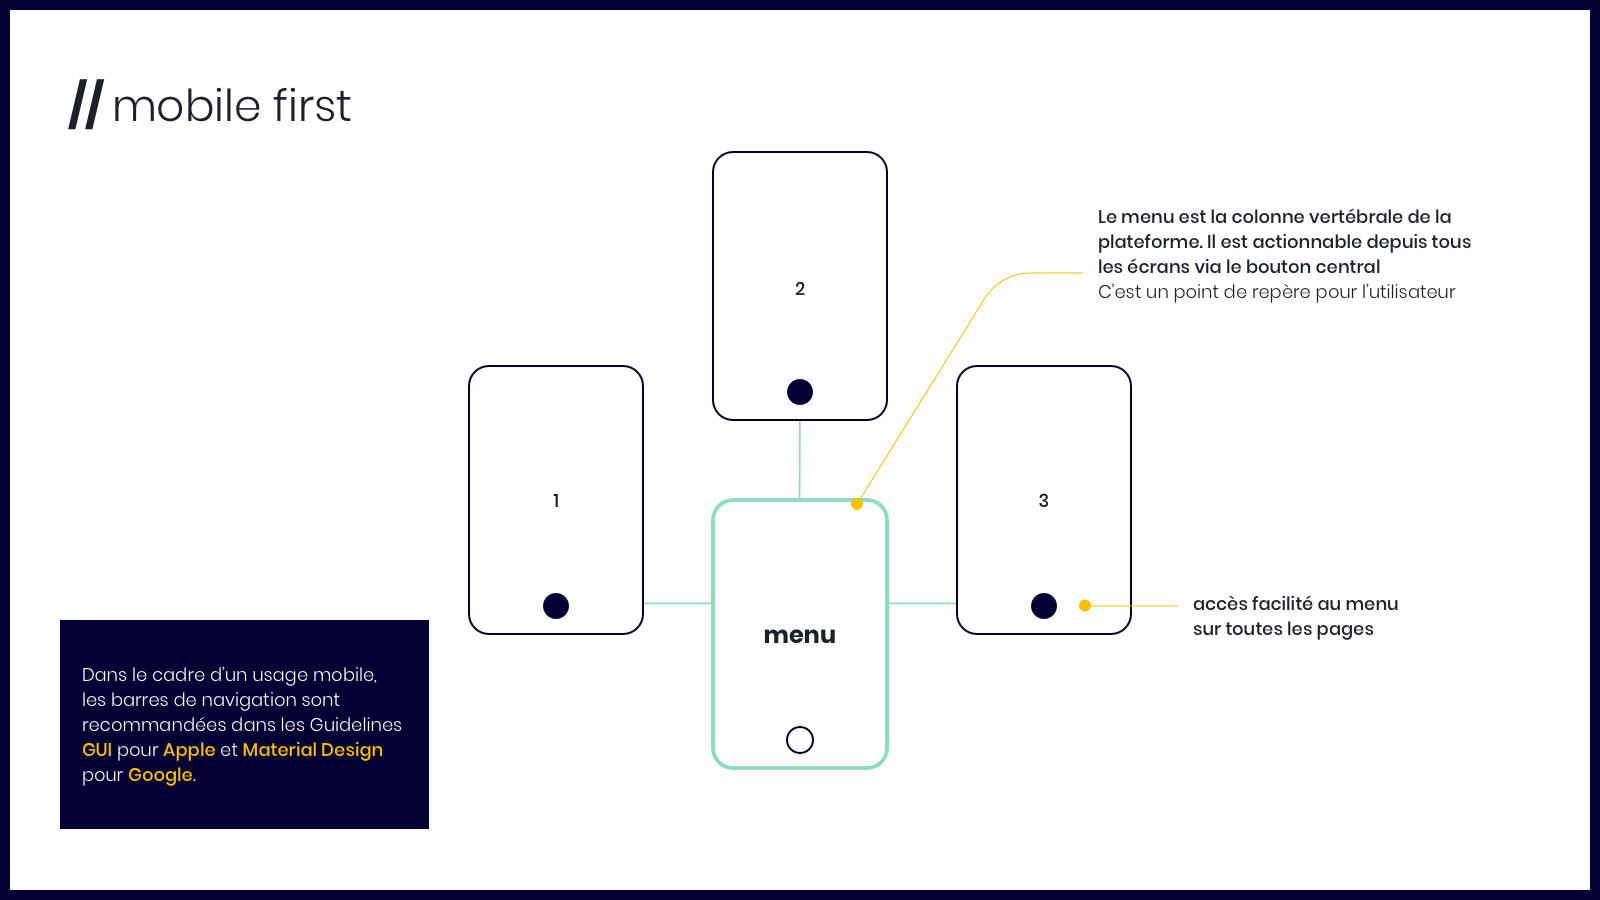 // mobile first
2
Le menu est la colonne vertébrale de la
plateforme. Il est actionnable depuis tous
les écrans via le bouton central
C’est un point de repère pour l’utilisateur
1
3
menu
accès facilité au menu
sur toutes les pages
Dans le cadre d’un usage mobile,
les barres de navigation sont
recommandées dans les Guidelines
GUI pour Apple et Material Design
pour Google.